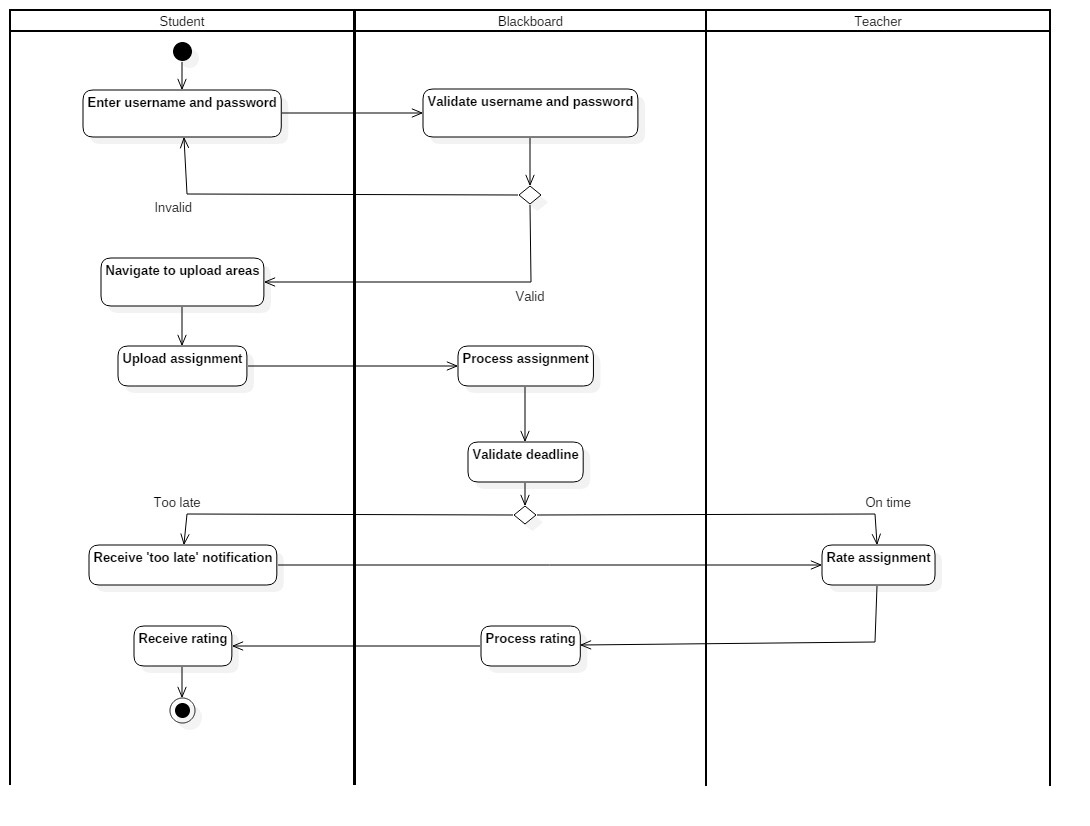 Student
Blackboard
Teacher
Enter username and password
Validate username and password
Invalid
Navigate to upload areas
Valid
Upload assignment
Process assignment
Validate deadline
Too late
On time
Receive 'too late' notification
Rate assignment
Receive rating
Process rating